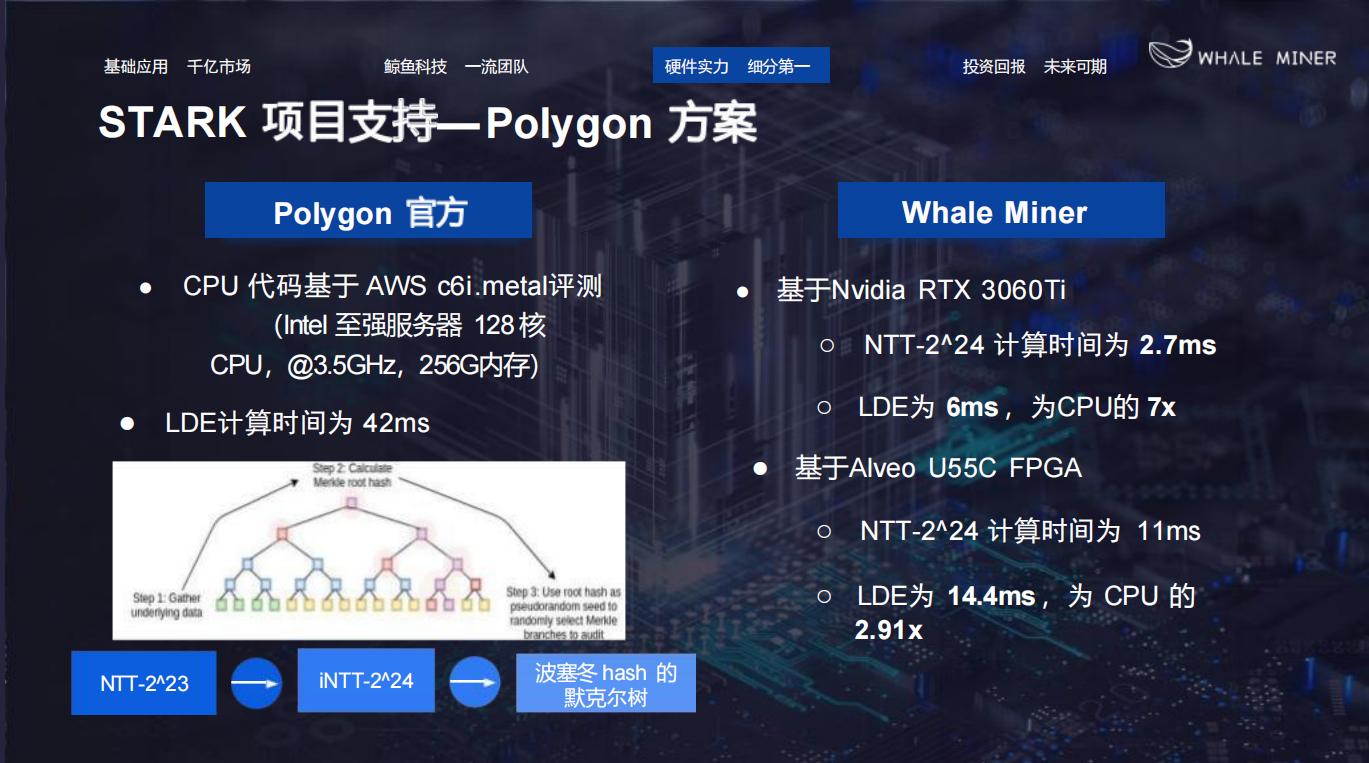 基础应用 千亿市场
鲸鱼科技 一流团队
硬件实力 细分第一
投资回报 未来可期
WHALE MINER
STARK 项目支持—Polygon 方案
Polygon 官方
● CPU 代码基于 AWS c6i.metal评测
(Intel 至强服务器 128 核
CPU，@3.5GHz，256G内存)
● LDE计算时间为 42ms
Step 2: Calculate
Merkle root hash
Step 1: Gather
underlying data
Step 3: Use root hash as
pseudorandom seed to
randomly select Merkle
branches to audit
NTT-2^23
iNTT-2^24
波塞冬 hash 的
默克尔树
Whale Miner
● 基于Nvidia RTX 3060Ti
○ NTT-2^24 计算时间为 2.7ms
○ LDE为 6ms，为CPU的 7x
● 基于Alveo U55C FPGA
○ NTT-2^24 计算时间为 11ms
○ LDE为 14.4ms，为 CPU 的
2.91x